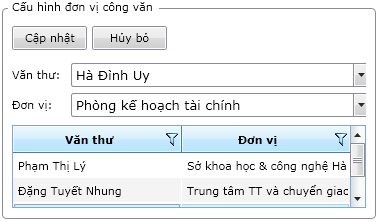 Cấu hình đơn vị công văn
Cập nhật Hủy bỏ
Văn thư: Hà Đình Uy
Đơn vị: Phòng kế hoạch tài chính
Văn thư Đơn vị
Phạm Thị Lý Sở khoa học & công nghệ Hà
Đặng Tuyết Nhung Trung tâm TT và chuyển giao